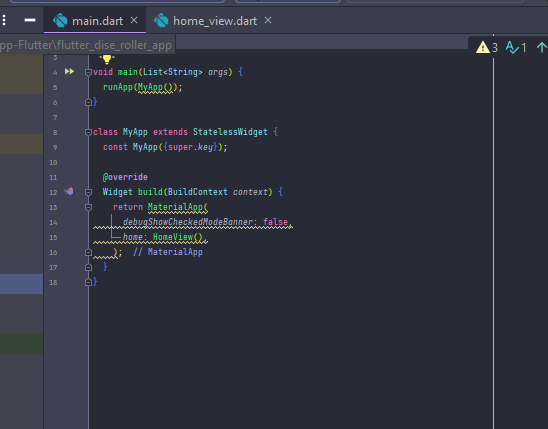 main.dart
home_view.dart
pp-Flutter\flutter_dise_roller_app
3
1
3
4 void main(List<String> args) {
5 runApp(MyApp());
6 }
7
8 class MyApp extends StatelessWidget {
9 const MyApp({super.key});
10
11 @override
12 Widget build(BuildContext context) {
13 return MaterialApp(
14 debugShowCheckedModeBanner: false,
15 home: HomeView(),
16 ); // MaterialApp
17 }
18 }